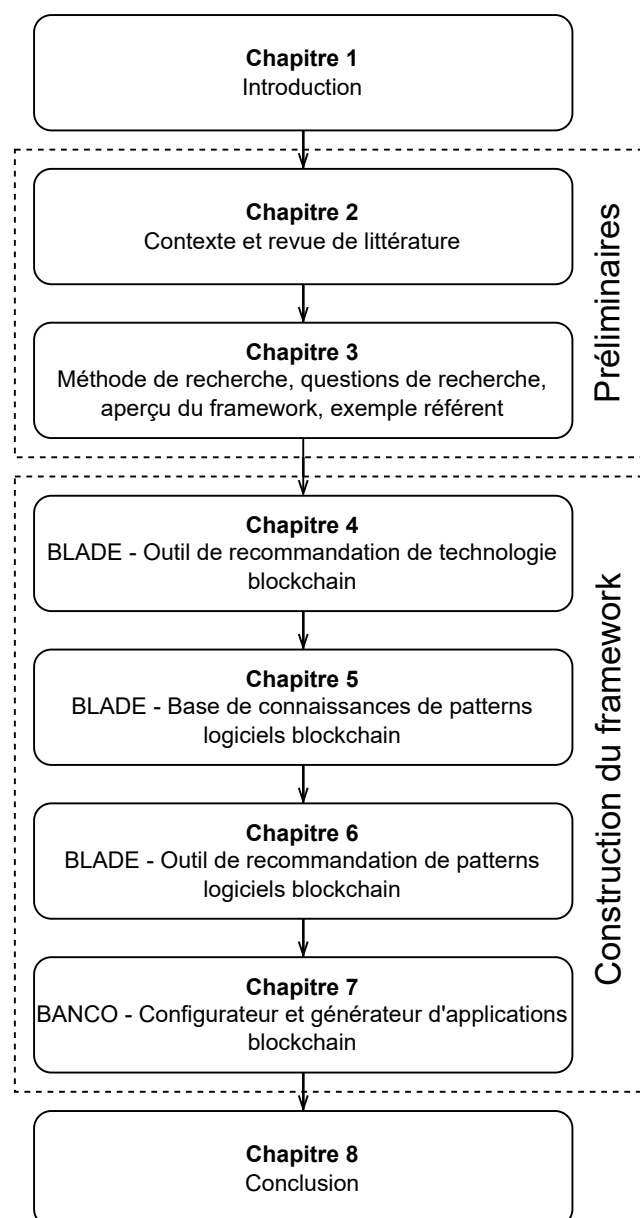 Chapitre 1
Introduction
Chapitre 2
Contexte et revue de littérature
Chapitre 3
Méthode de recherche, questions de recherche,
aperçu du framework, exemple référent
Préliminaires
Chapitre 4
BLADE - Outil de recommandation de technologie
blockchain
Chapitre 5
BLADE - Base de connaissances de patterns
logiciels blockchain
Chapitre 6
BLADE - Outil de recommandation de patterns
logiciels blockchain
Chapitre 7
BANCO - Configurateur et générateur d'applications
blockchain
Construction du framework
Chapitre 8
Conclusion